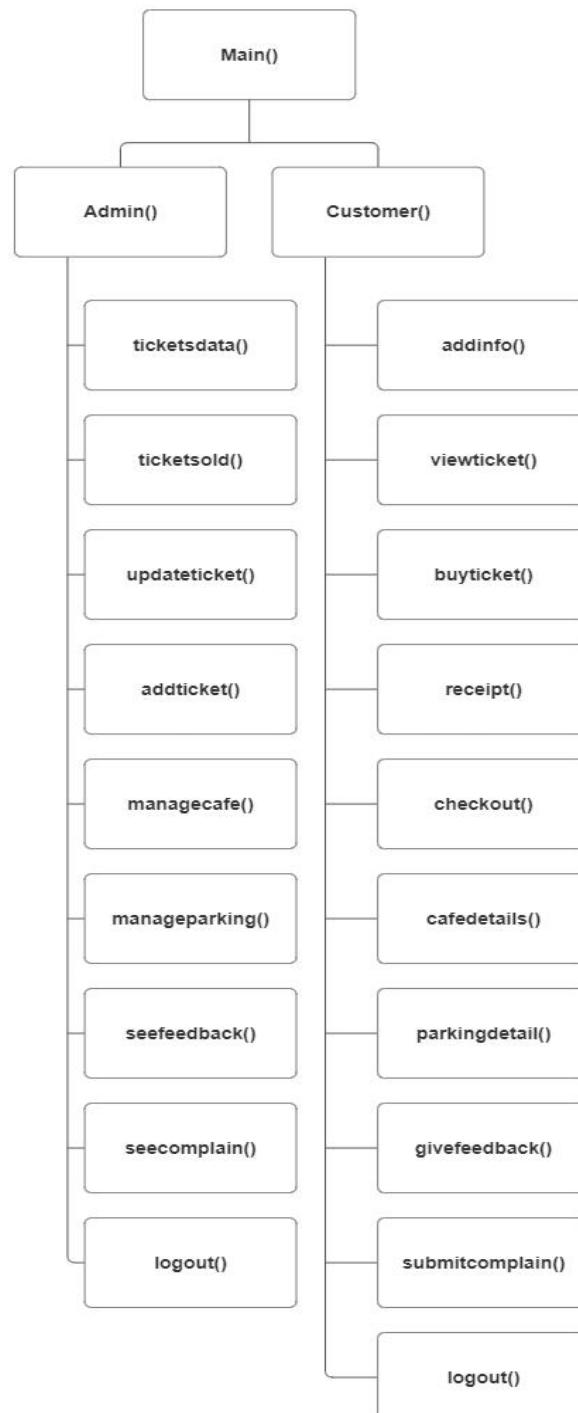 Main()
Admin()
Customer()
ticketsdata()
addinfo()
ticketsold()
viewticket()
updateticket()
buyticket()
addticket()
receipt()
managecafe()
checkout()
manageparking()
cafedetails()
seefeedback()
parkingdetail()
seecomplain()
givefeedback()
logout()
submitcomplain()
logout()